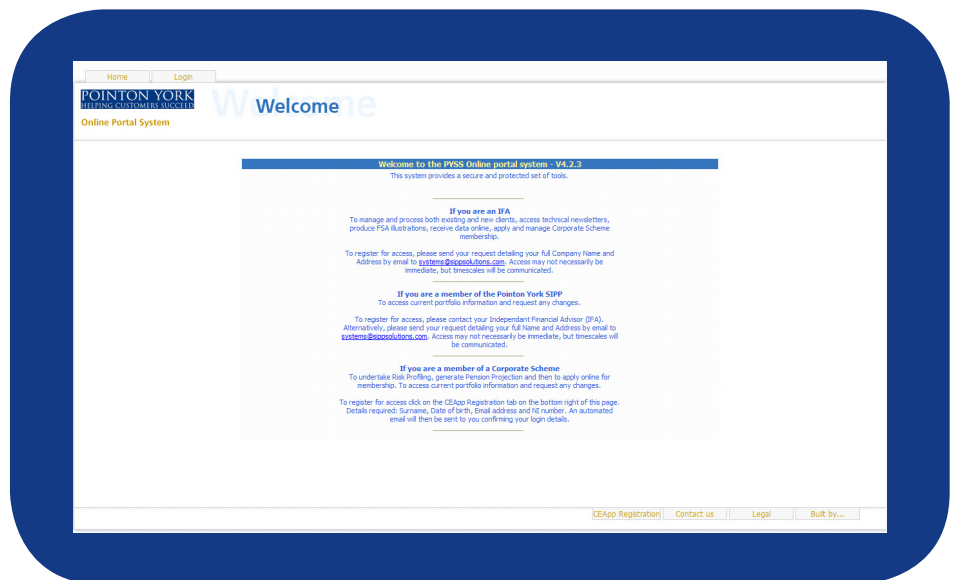 Home Login
POINTON YORK
HELPING CUSTOMERS SUCCEED
Online Portal System
Welcome
Welcome
Welcome to the PYSS Online portal system - V4.2.3
This system provides a secure and protected set of tools.
If you are an IFA
To manage and process both existing and new clients, access technical newsletters,
produce FSA illustrations, receive data online, apply and manage Corporate Scheme
membership.
To register for access, please send your request detailing your full Company Name and
Address by email to systems@sippsolutions.com. Access may not necessarily be
immediate, but timescales will be communicated.
If you are a member of the Pointon York SIPP
To access current portfolio information and request any changes.
To register for access, please contact your Independant Financial Advisor (IFA).
Alternatively, please send your request detailing your full Name and Address by email to
systems@sippsolutions.com. Access may not necessarily be immediate, but timescales will
be communicated.
If you are a member of a Corporate Scheme
To undertake Risk Profiling, generate Pension Projection and then to apply online for
membership. To access current portfolio information and request any changes.
To register for access click on the CEApp Registration tab on the bottom right of this page.
Details required: Surname, Date of birth, Email address and NI number. An automated
email will then be sent to you confirming your login details.
CEApp Registration Contact us Legal Built by...